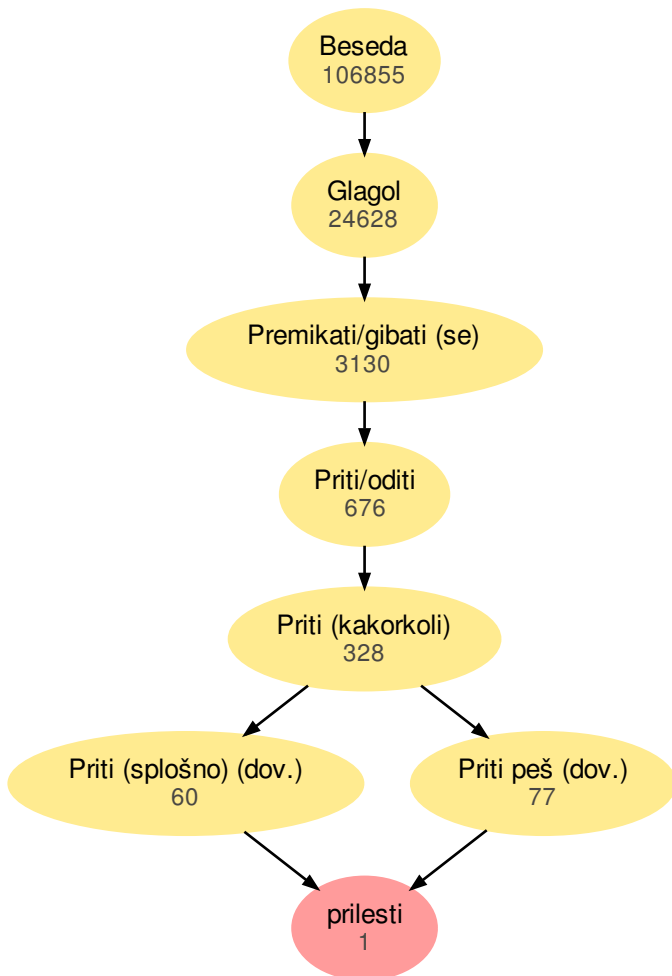 Beseda
106855
Glagol
24628
Premikati/gibati (se)
3130
Priti/oditi
676
Priti (kakorkoli)
328
Priti (splošno) (dov.)
60
Priti peš (dov.)
77
prilesti
1